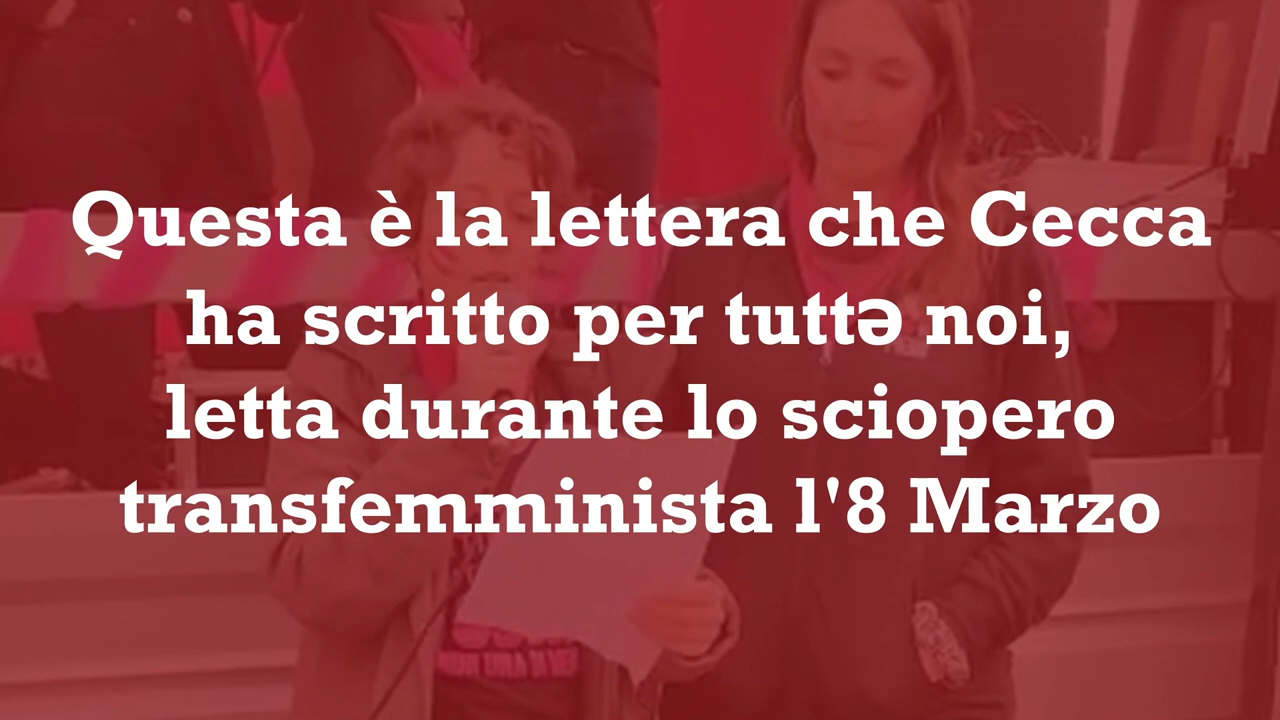 Questa è la lettera che Cecca
ha scritto per tuttə noi,
letta durante lo sciopero
transfemminista l'8 Marzo